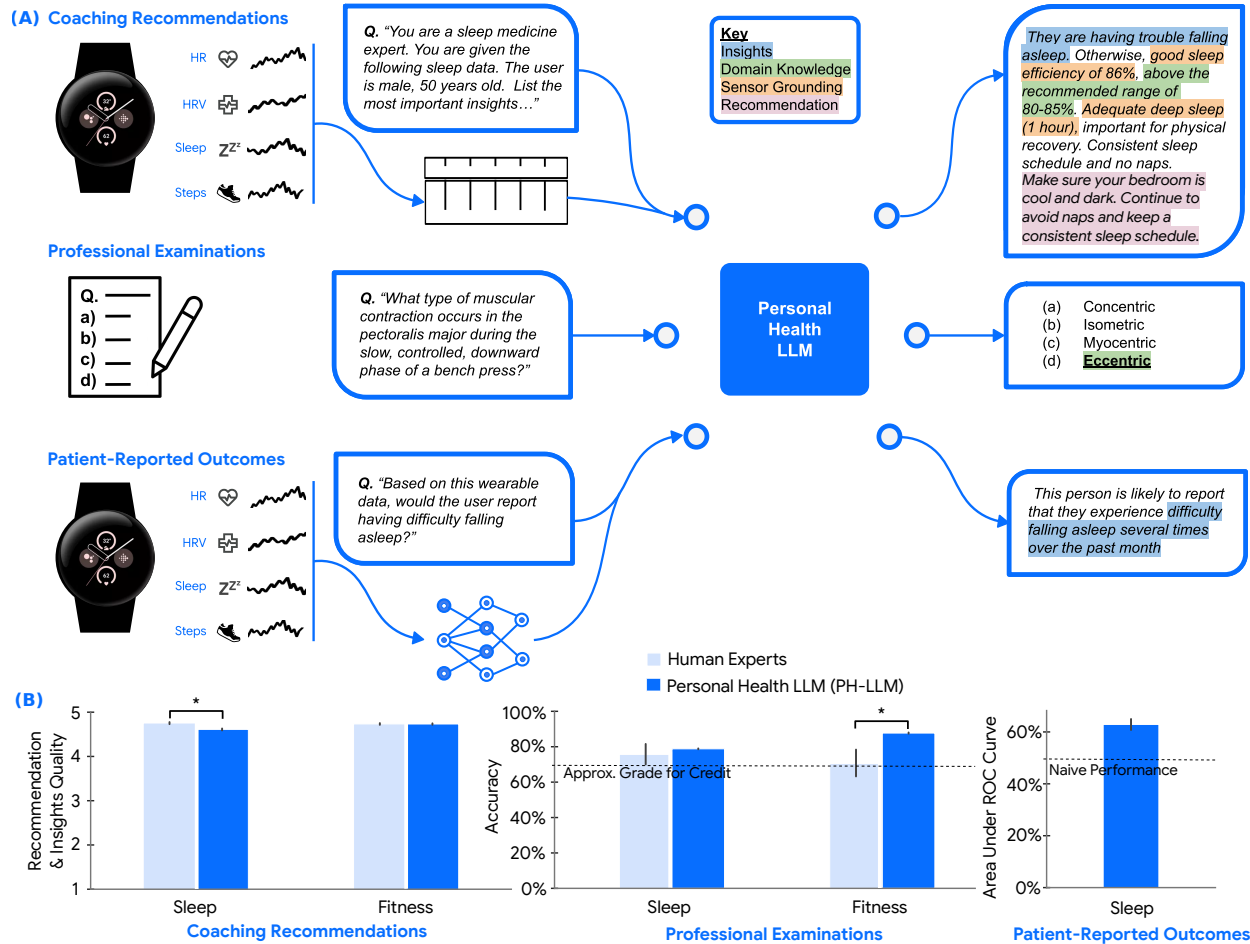 (A) Coaching Recommendations
HR
HRV
Sleep
Steps
32°
62
Zzz
Q. “You are a sleep medicine
expert. You are given the
following sleep data. The user
is male, 50 years old. List the
most important insights…”
Key
Insights
Domain Knowledge
Sensor Grounding
Recommendation
They are having trouble falling
asleep. Otherwise, good sleep
efficiency of 86%, above the
recommended range of
80-85%. Adequate deep sleep
(1 hour), important for physical
recovery. Consistent sleep
schedule and no naps.
Make sure your bedroom is
cool and dark. Continue to
avoid naps and keep a
consistent sleep schedule.
Professional Examinations
Q.
a)
b)
c)
d)
Q. “What type of muscular
contraction occurs in the
pectoralis major during the
slow, controlled, downward
phase of a bench press?”
Personal
Health
LLM
(a) Concentric
(b) Isometric
(c) Myocentric
(d) Eccentric
Patient-Reported Outcomes
HR
HRV
Sleep
Steps
32°
62
Zzz
Q. “Based on this wearable
data, would the user report
having difficulty falling
asleep?”
This person is likely to report
that they experience difficulty
falling asleep several times
over the past month
(B)
Human Experts
Personal Health LLM (PH-LLM)
Recommendation
& Insights Quality
5
4
3
2
1
*
Sleep
Fitness
Coaching Recommendations
Accuracy
100%
80%
60%
40%
20%
0%
Approx. Grade for Credit
*
Sleep
Fitness
Professional Examinations
Area Under ROC Curve
60%
40%
20%
0%
Naive Performance
Sleep
Patient-Reported Outcomes